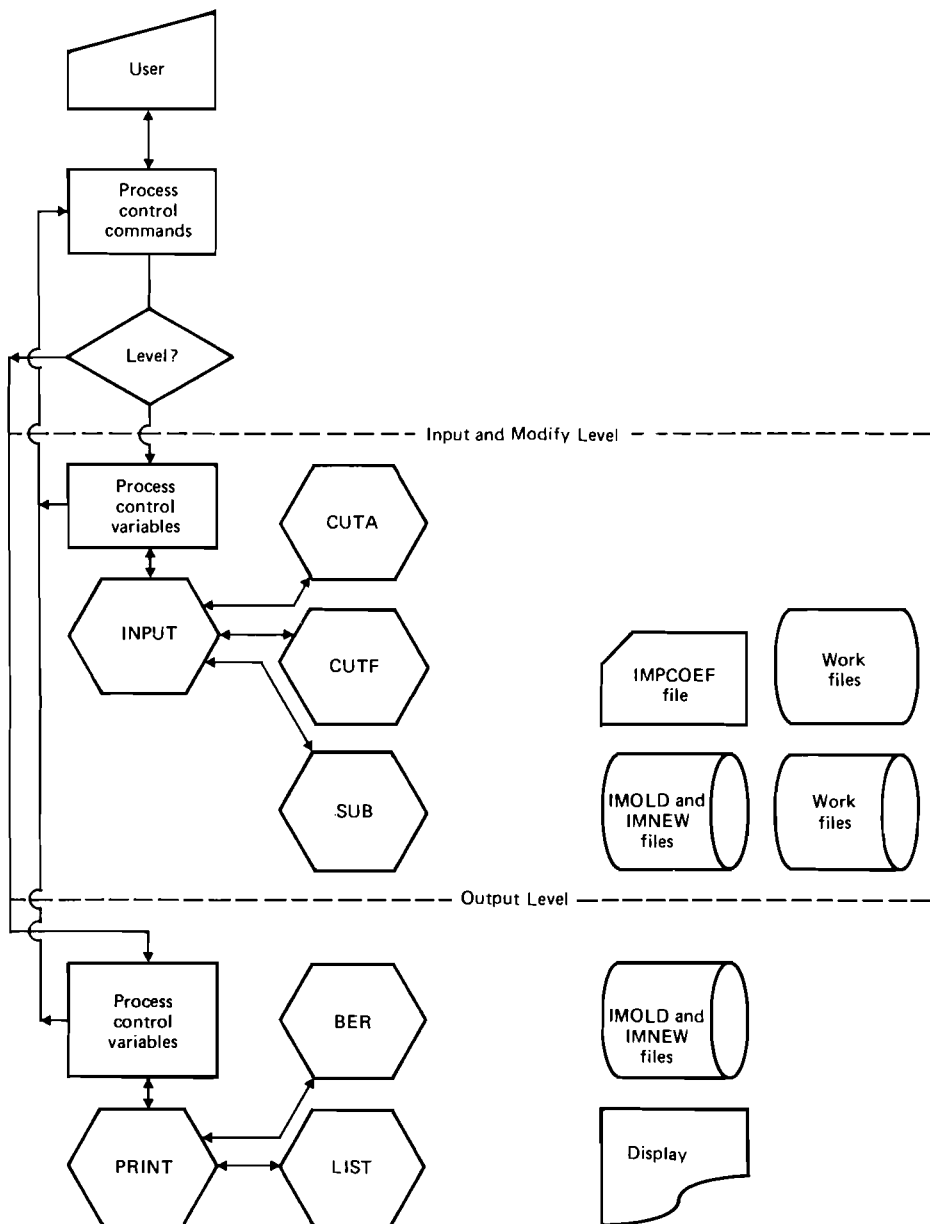 User
Process
control
commands
Level?
Input and Modify Level
Process
control
variables
CUTA
INPUT
CUTF
IMPCOEF
file
Work
files
SUB
IMOLD and
IMNEW
files
Work
files
Output Level
Process
control
variables
BER
IMOLD and
IMNEW
files
PRINT
LIST
Display